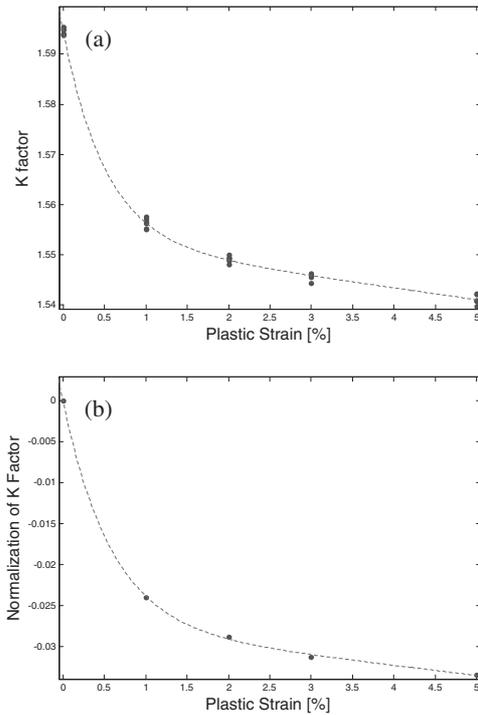 (a)
1.59
1.58
1.57
1.56
1.55
1.54
K factor
0 0.5 1 1.5 2 2.5 3 3.5 4 4.5 5
Plastic Strain [%]
(b)
0
-0.005
-0.01
-0.015
-0.02
-0.025
-0.03
Normalization of K Factor
0 0.5 1 1.5 2 2.5 3 3.5 4 4.5 5
Plastic Strain [%]